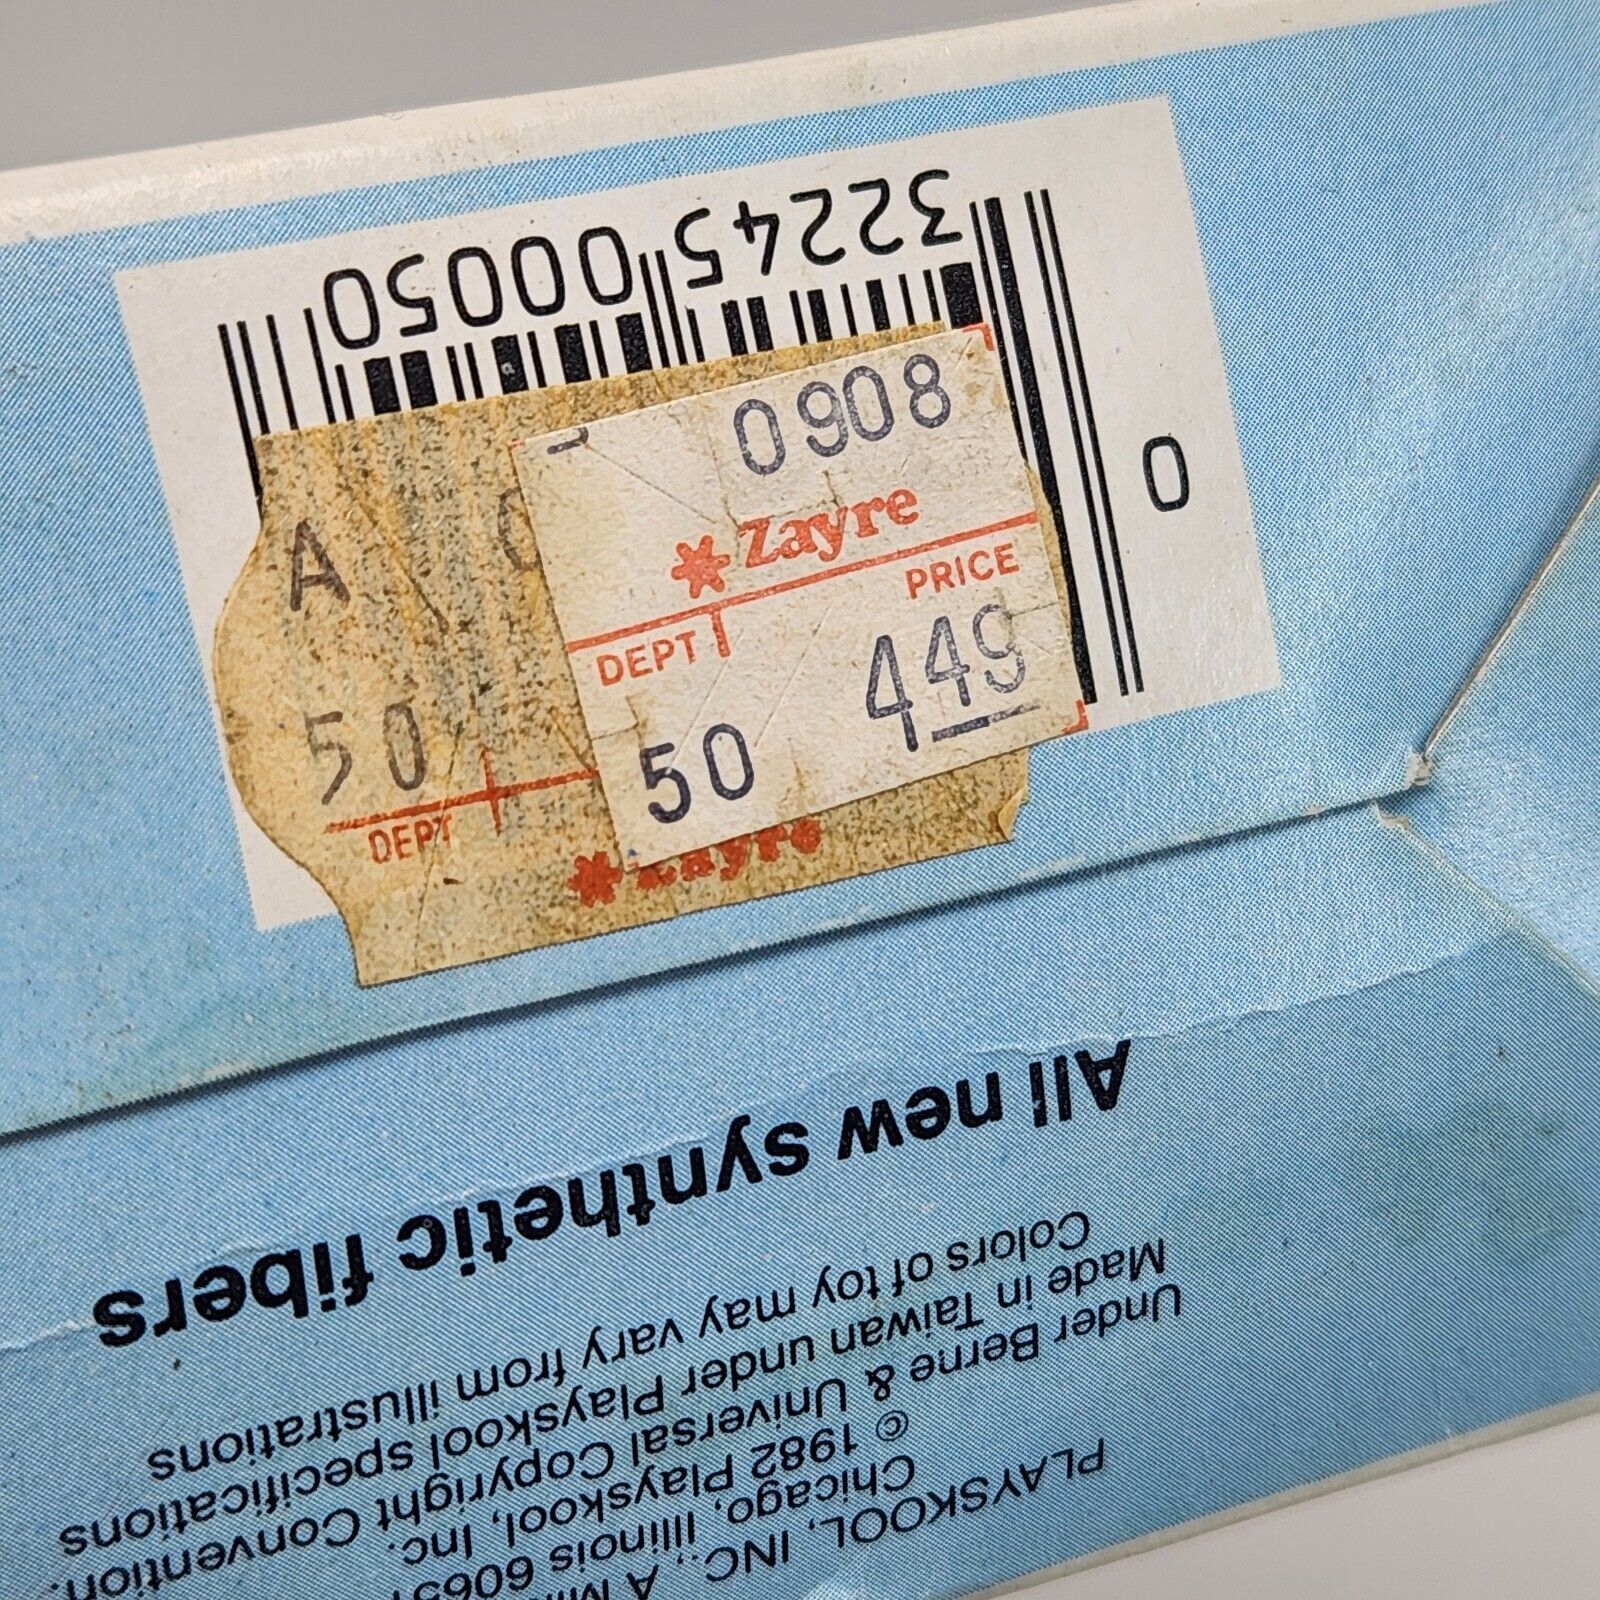 0908
Zayre
DEPT PRICE
50 449
A
50
DEPT
Zayre
PLAYSKOOL, INC., A
Chicago, Illinois 60651
© 1982 Playskool, Inc.
Under Berne & Universal Copyright Convention.
Made in Taiwan under Playskool specifications
Colors of toy may vary from illustrations
All new synthetic fibers
0 32245 00050